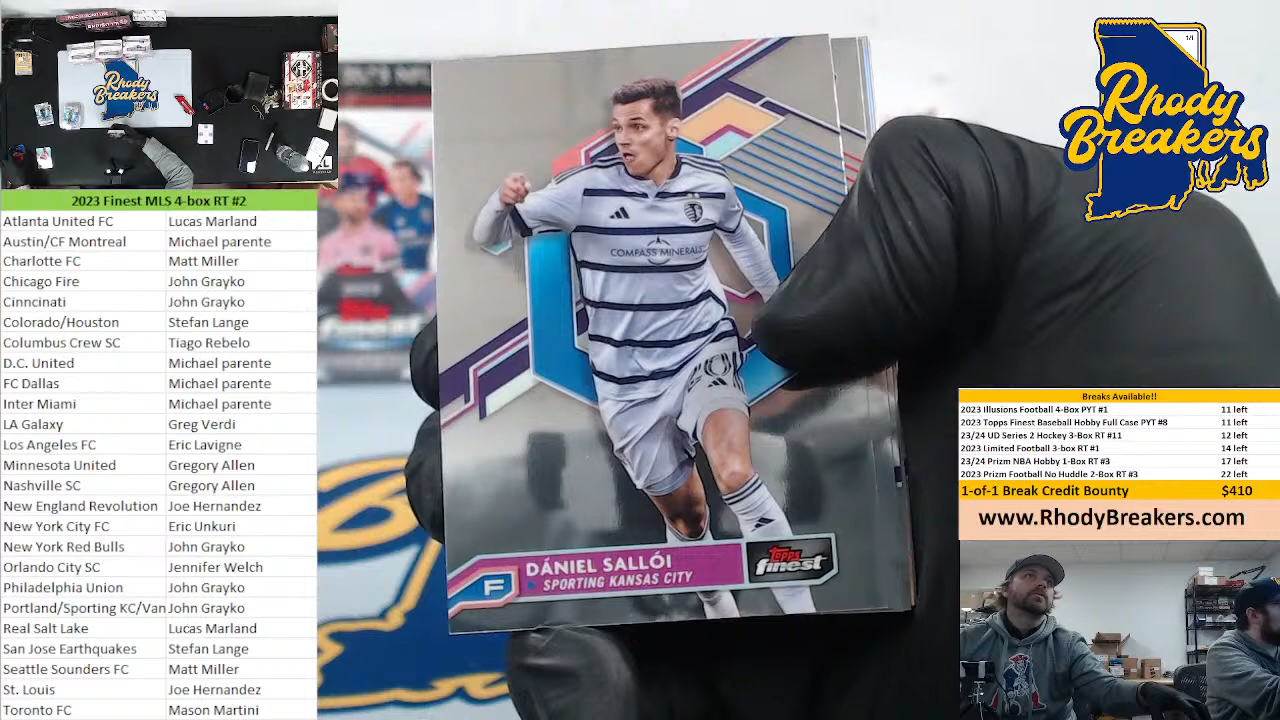 Rhody
Breakers
2023 Finest MLS 4-box RT #2
Atlanta United FC Lucas Marland
Austin/CF Montreal Michael parente
Charlotte FC Matt Miller
Chicago Fire John Grayko
Cinncinati John Grayko
Colorado/Houston Stefan Lange
Columbus Crew SC Tiago Rebelo
D.C. United Michael parente
FC Dallas Michael parente
Inter Miami Michael parente
LA Galaxy Greg Verdi
Los Angeles FC Eric Lavigne
Minnesota United Gregory Allen
Nashville SC Gregory Allen
New England Revolution Joe Hernandez
New York City FC Eric Unkuri
New York Red Bulls John Grayko
Orlando City SC Jennifer Welch
Philadelphia Union John Grayko
Portland/Sporting KC/Van John Grayko
Real Salt Lake Lucas Marland
San Jose Earthquakes Stefan Lange
Seattle Sounders FC Matt Miller
St. Louis Joe Hernandez
Toronto FC Mason Martini
COMPASS MINERALS
20
DÁNIEL SALLÓI
F SPORTING KANSAS CITY
Topps
finest
finest
1/1
Rhody
Breakers
Breaks Available!!
2023 Illusions Football 4-Box PYT #1 11 left
2023 Topps Finest Baseball Hobby Full Case PYT #8 11 left
23/24 UD Series 2 Hockey 3-Box RT #11 12 left
2023 Limited Football 3-box RT #1 14 left
23/24 Prizm NBA Hobby 1-Box RT #3 17 left
2023 Prizm Football No Huddle 2-Box RT #3 22 left
1-of-1 Break Credit Bounty $410
www.RhodyBreakers.com